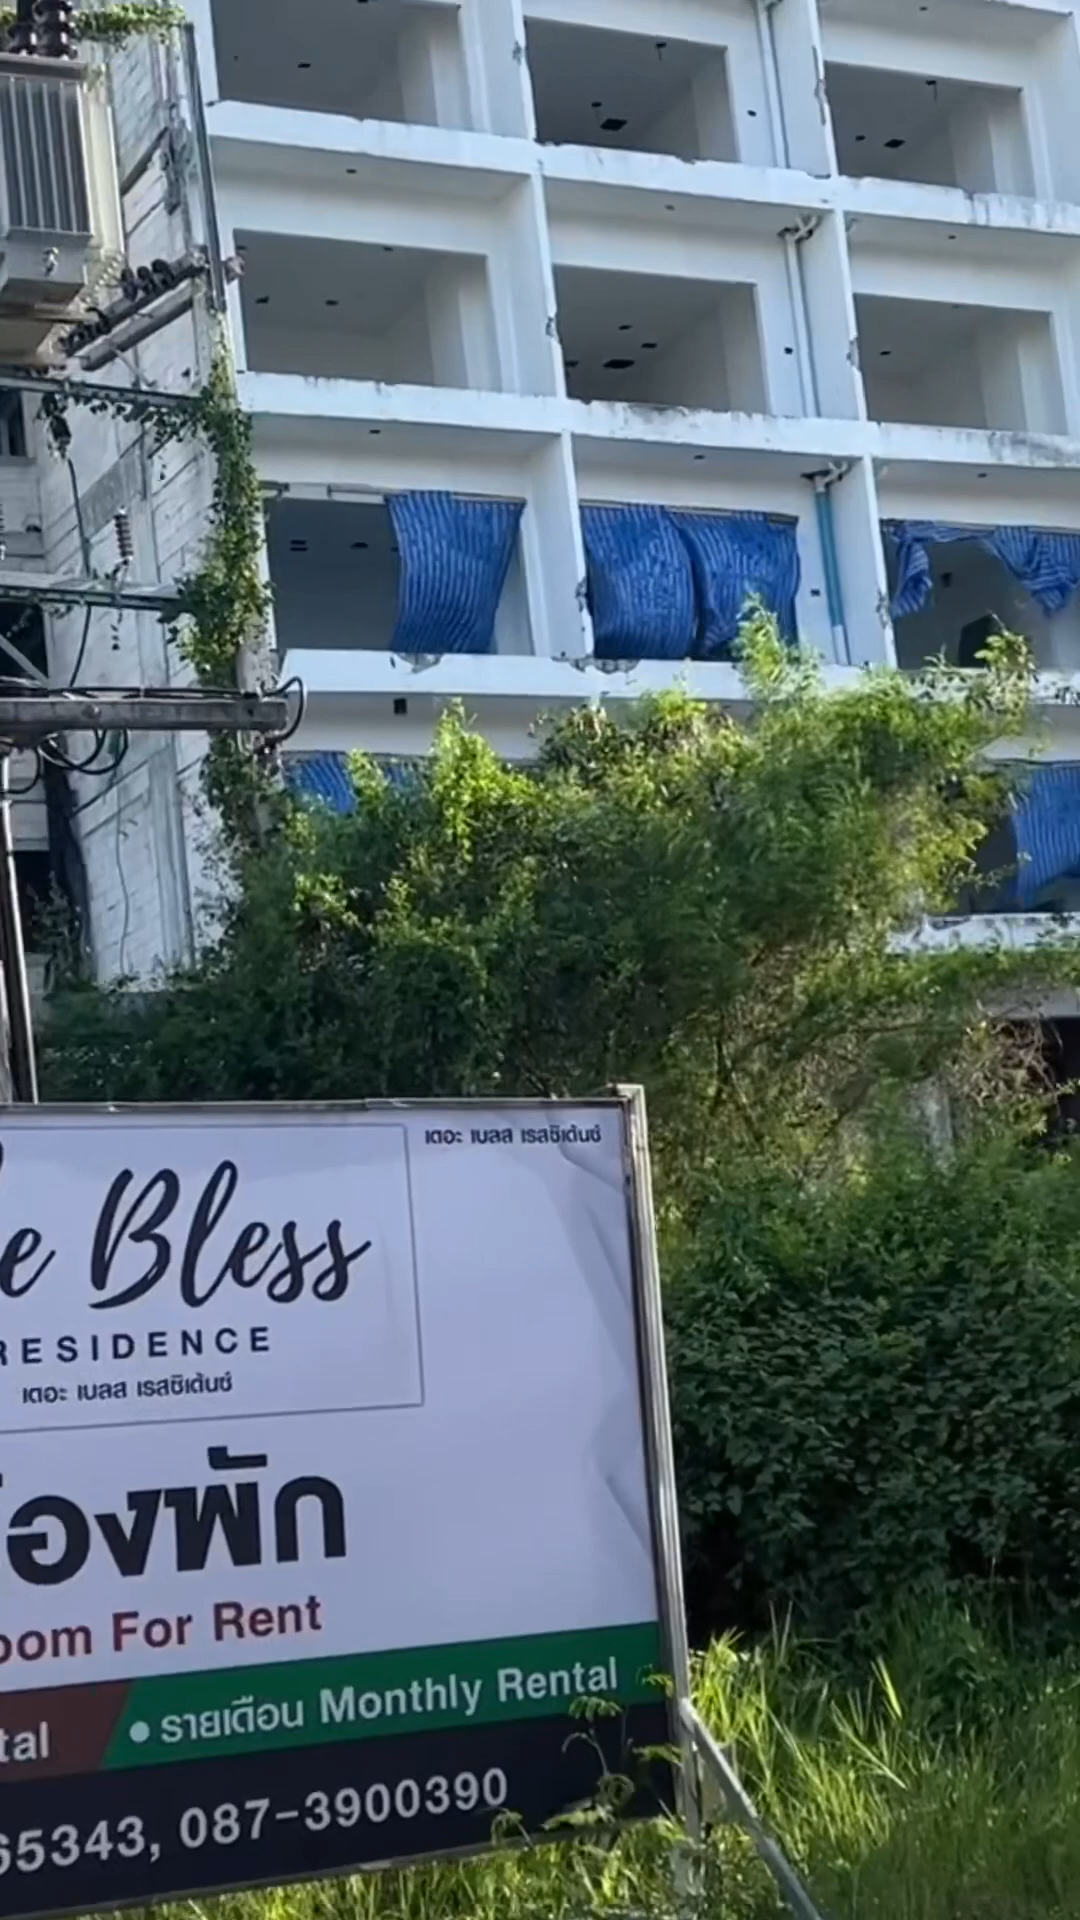 เดอะ เบลส เรสซิเด้นซ์
Bless
RESIDENCE
เดอะ เบลส เรสซิเด้นซ์
ห้องพัก
Room For Rent
• รายเดือน Monthly Rental
65343, 087-3900390